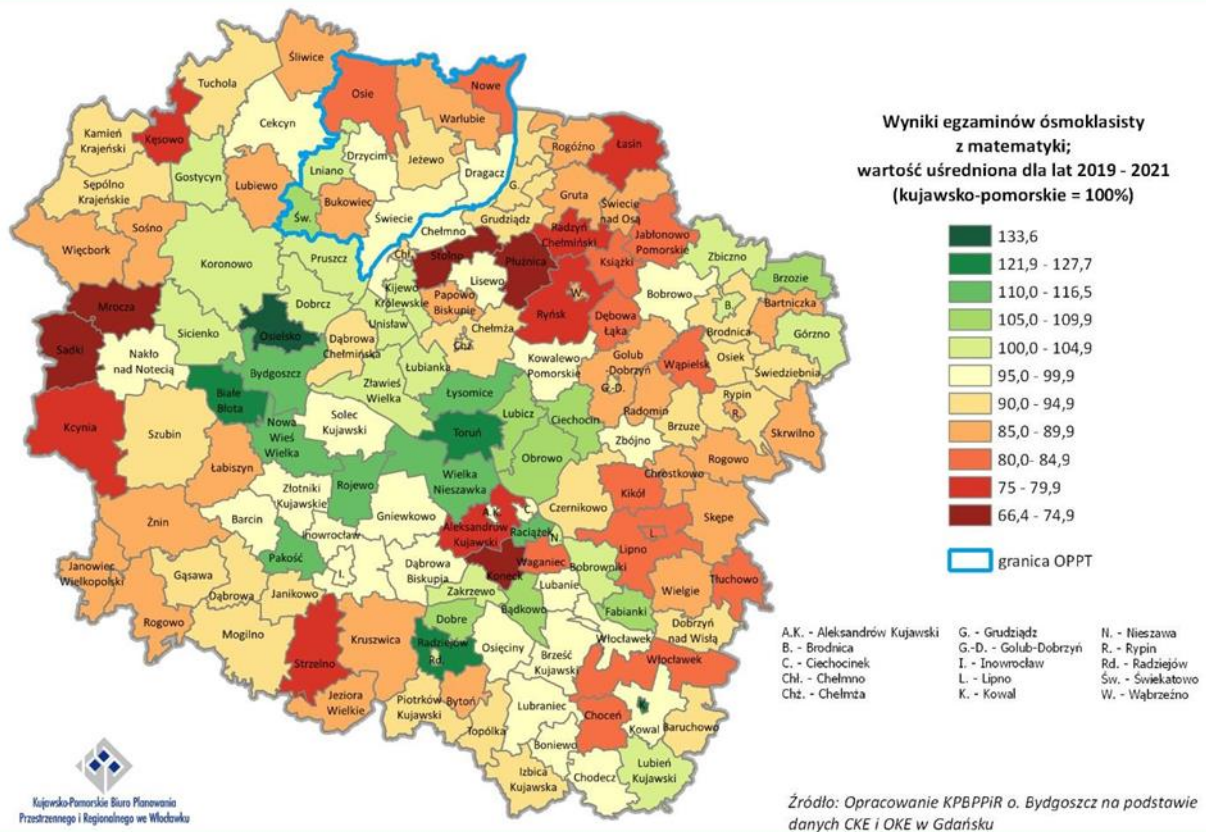 Wyniki egzaminów ósmoklasisty
z matematyki;
wartość uśredniona dla lat 2019 - 2021
(kujawsko-pomorskie = 100%)
133,6
121,9 - 127,7
110,0 - 116,5
105,0 - 109,9
100,0 - 104,9
95,0 - 99,9
90,0 - 94,9
85,0 - 89,9
80,0 - 84,9
75 - 79,9
66,4 - 74,9
granica OPPT
Śliwice
Tuchola
Osie
Nowe
Kęsowo
Cekcyn
Warlubie
Kamień
Krajeński
Gostycyn
Lniano
Drzycim
Jeżewo
Rogóźno
Łasin
Sępólno
Krajeńskie
Lubiewo
Bukowiec
Dragacz
G.
Gruta
Św.
Świecie
Grudziądz
Świecie
nad Osą
Sośno
Więcbork
Chełmno
Radzyń
Chełmiński
Jabłonowo
Pomorskie
Koronowo
Pruszcz
Chł.
Stolno
Płużnica
Książki
Zbiczno
Brzozie
Mrocza
Dobrcz
Kijewo
Królewskie
Lisewo
W.
Bobrowo
B.
Bartniczka
Papowo
Biskupie
Ryńsk
Dębowa
Łąka
Sicienko
Osielsko
Unisław
Dąbrowa
Chełmińska
Chełmża
Chż.
Brodnica
Górzno
Sadki
Nakło
nad Notecią
Bydgoszcz
Łubianka
Kowalewo
Pomorskie
Golub
-Dobrzyń
Wąpielsk
Osiek
Świedziebnia
G.-D.
Białe
Błota
Zławieś
Wielka
Łysomice
Lubicz
Ciechocin
Radomin
Rypin
R.
Kcynia
Szubin
Solec
Kujawski
Toruń
Brzuze
Skrwilno
Nowa
Wieś
Wielka
Obrowo
Zbójno
Rogowo
Łabiszyn
Wielka
Nieszawka
Chrostkowo
Złotniki
Kujawskie
Rojewo
Kikół
Żnin
Barcin
Gniewkowo
A.K.
C.
Czernikowo
Skępe
Inowrocław
Aleksandrów
Kujawski
Raciążek
N.
Lipno
L.
Pakość
I.
Dąbrowa
Biskupia
Koneck
Waganiec
Bobrowniki
Tłuchowo
Janowiec
Wielkopolski
Gąsawa
Dąbrowa
Janikowo
Zakrzewo
Lubanie
Wielgie
Rogowo
Bądkowo
Fabianki
Mogilno
Strzelno
Kruszwica
Dobre
Dobrzyń
nad Wisłą
Radziejów
Rd.
Osięciny
Brześć
Kujawski
Włocławek
Włocławek
Jeziora
Wielkie
Piotrków
Kujawski
Bytoń
Lubraniec
Choceń
K.
Kowal
Baruchowo
Topólka
Boniewo
Izbica
Kujawska
Chodecz
Lubień
Kujawski
A.K. - Aleksandrów Kujawski
B. - Brodnica
C. - Ciechocinek
Chł. - Chełmno
Chż. - Chełmża
G. - Grudziądz
G.-D. - Golub-Dobrzyń
I. - Inowrocław
L. - Lipno
K. - Kowal
N. - Nieszawa
R. - Rypin
Rd. - Radziejów
Św. - Świekatowo
W. - Wąbrzeźno
Kujawsko-Pomorskie Biuro Planowania
Przestrzennego i Regionalnego we Włocławku
Źródło: Opracowanie KPBPPiR o. Bydgoszcz na podstawie
danych CKE i OKE w Gdańsku